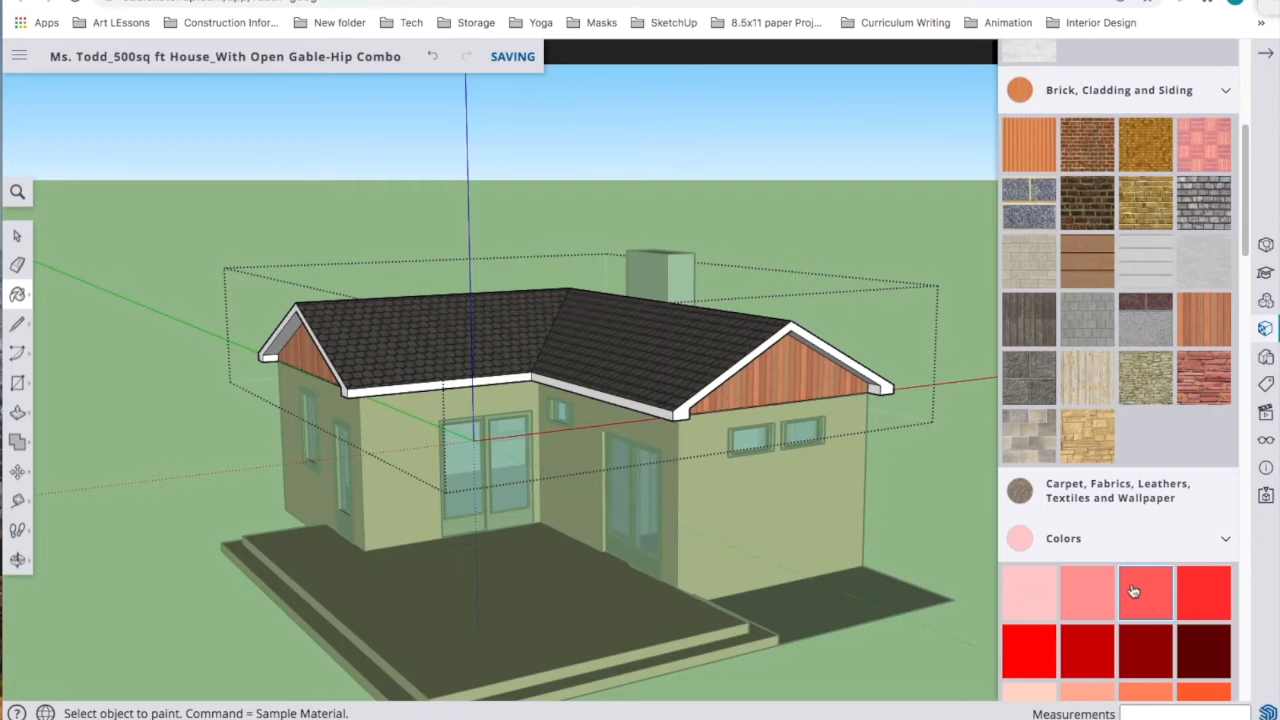 Apps Art LEssons Construction Infor... New folder Tech Storage Yoga Masks SketchUp 8.5x11 paper Proj... Curriculum Writing Animation Interior Design »
Ms. Todd_500sq ft House_With Open Gable-Hip Combo SAVING
Brick, Cladding and Siding
Carpet, Fabrics, Leathers,
Textiles and Wallpaper
Colors
Select object to paint. Command = Sample Material. Measurements